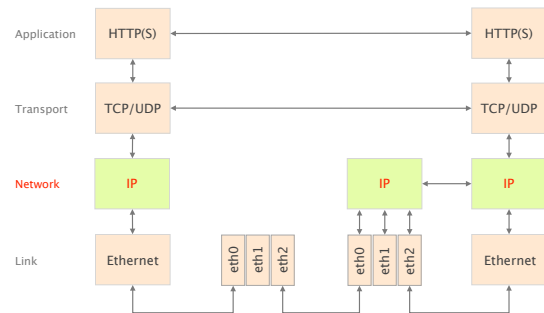 Application
HTTP(S)
HTTP(S)
Transport
TCP/UDP
TCP/UDP
Network
IP
IP
IP
Link
Ethernet
eth0
eth1
eth2
eth0
eth1
eth2
Ethernet